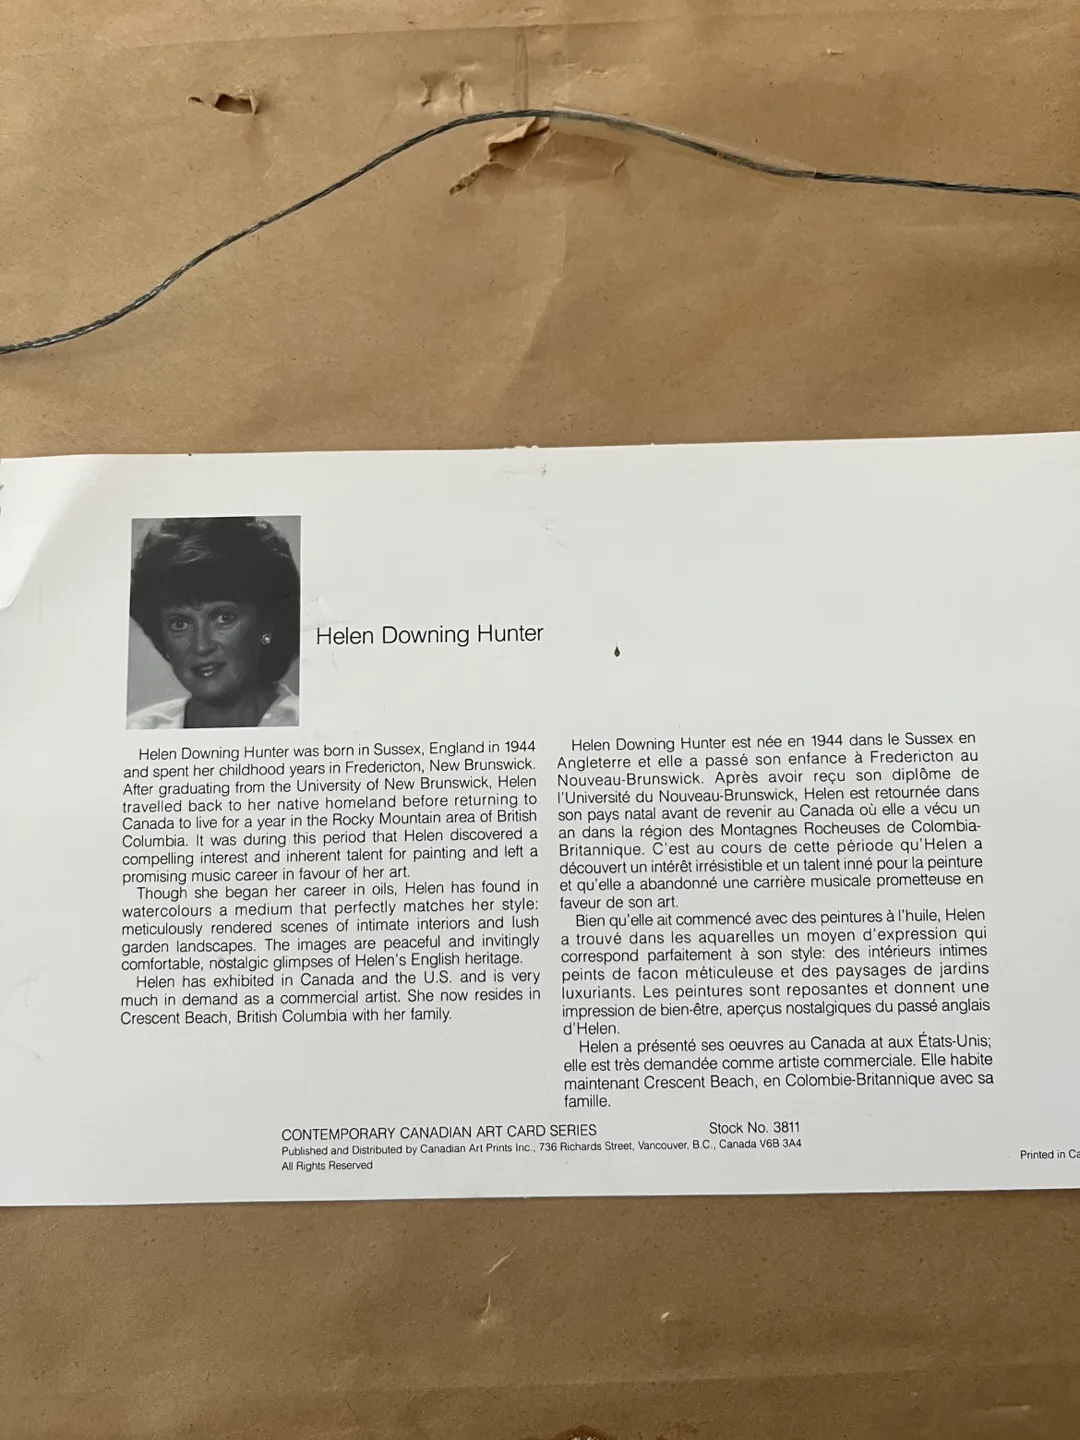 Helen Downing Hunter
Helen Downing Hunter was born in Sussex, England in 1944
and spent her childhood years in Fredericton, New Brunswick.
After graduating from the University of New Brunswick, Helen
travelled back to her native homeland before returning to
Canada to live for a year in the Rocky Mountain area of British
Columbia. It was during this period that Helen discovered a
compelling interest and inherent talent for painting and left a
promising music career in favour of her art.
Though she began her career in oils, Helen has found in
watercolours a medium that perfectly matches her style:
meticulously rendered scenes of intimate interiors and lush
garden landscapes. The images are peaceful and invitingly
comfortable, nostalgic glimpses of Helen's English heritage.
Helen has exhibited in Canada and the U.S. and is very
much in demand as a commercial artist. She now resides in
Crescent Beach, British Columbia with her family.
Helen Downing Hunter est née en 1944 dans le Sussex en
Angleterre et elle a passé son enfance à Fredericton au
Nouveau-Brunswick. Après avoir reçu son diplôme de
l'Université du Nouveau-Brunswick, Helen est retournée dans
son pays natal avant de revenir au Canada où elle a vécu un
an dans la région des Montagnes Rocheuses de Colombia-
Britannique. C'est au cours de cette période qu'Helen a
découvert un intérêt irrésistible et un talent inné pour la peinture
et qu'elle a abandonné une carrière musicale prometteuse en
faveur de son art.
Bien qu'elle ait commencé avec des peintures à l'huile, Helen
a trouvé dans les aquarelles un moyen d'expression qui
correspond parfaitement à son style: des intérieurs intimes
peints de facon méticuleuse et des paysages de jardins
luxuriants. Les peintures sont reposantes et donnent une
impression de bien-être, aperçus nostalgiques du passé anglais
d'Helen.
Helen a présenté ses oeuvres au Canada at aux États-Unis;
elle est très demandée comme artiste commerciale. Elle habite
maintenant Crescent Beach, en Colombie-Britannique avec sa
famille.
CONTEMPORARY CANADIAN ART CARD SERIES Stock No. 3811
Published and Distributed by Canadian Art Prints Inc., 736 Richards Street, Vancouver, B.C., Canada V6B 3A4
All Rights Reserved
Printed in Ca